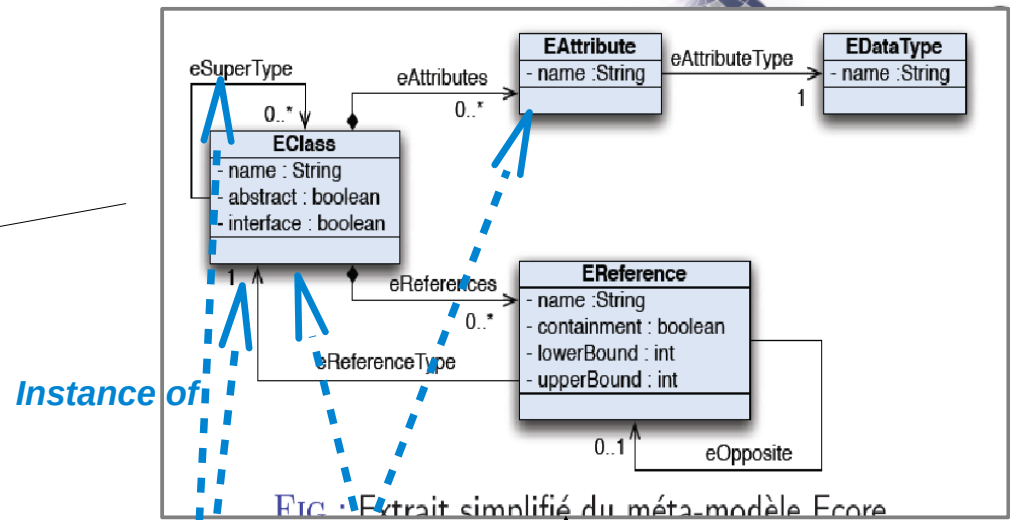 eSuperType
0..*
EClass
- name : String
- abstract : boolean
- interface : boolean
1
eAttributes
0..*
EAttribute
- name :String
eAttributeType
1
EDataType
- name :String
eReferences
0..*
eReferenceType
EReference
- name :String
- containment : boolean
- lowerBound : int
- upperBound : int
0..1
eOpposite
Instance of
FIG : Extrait simplifié du méta-modèle Ecore